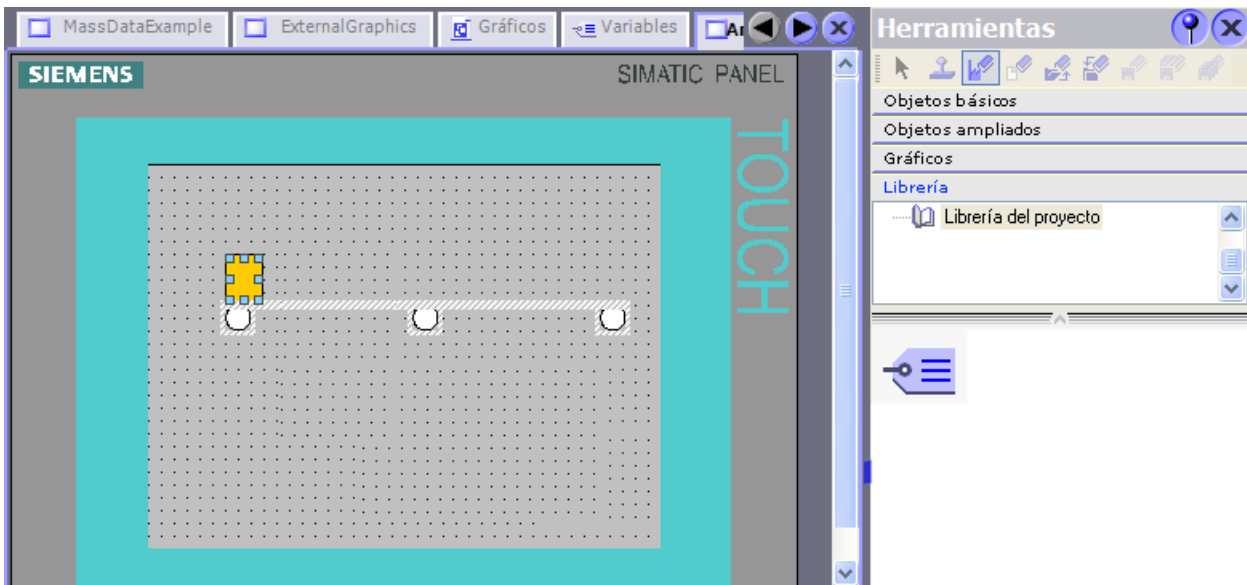 MassDataExample
ExternalGraphics
Gráficos
Variables
SIEMENS
SIMATIC PANEL
TOUCH
Herramientas
Objetos básicos
Objetos ampliados
Gráficos
Librería
Librería del proyecto